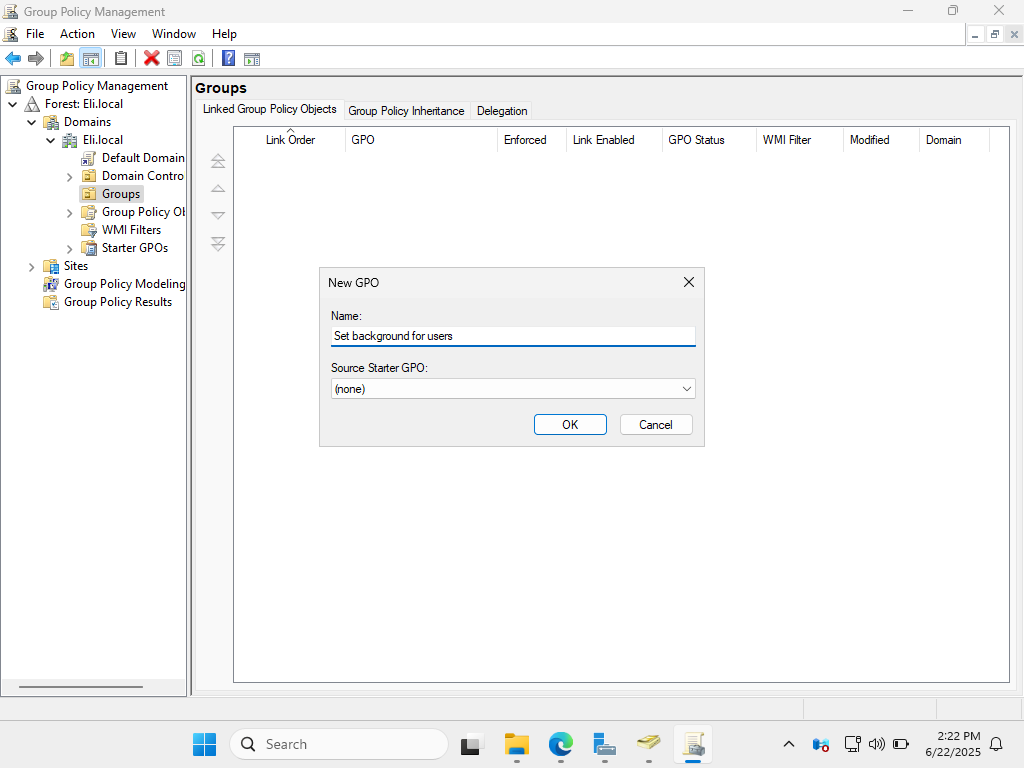 Group Policy Management
File Action View Window Help
Group Policy Management
Forest: Eli.local
Domains
Eli.local
Default Domain
Domain Contro
Groups
Group Policy Ob
WMI Filters
Starter GPOs
Sites
Group Policy Modeling
Group Policy Results
Groups
Linked Group Policy Objects Group Policy Inheritance Delegation
Link Order GPO Enforced Link Enabled GPO Status WMI Filter Modified Domain
New GPO
Name:
Set background for users
Source Starter GPO:
(none)
OK Cancel
Search
2:22 PM
6/22/2025